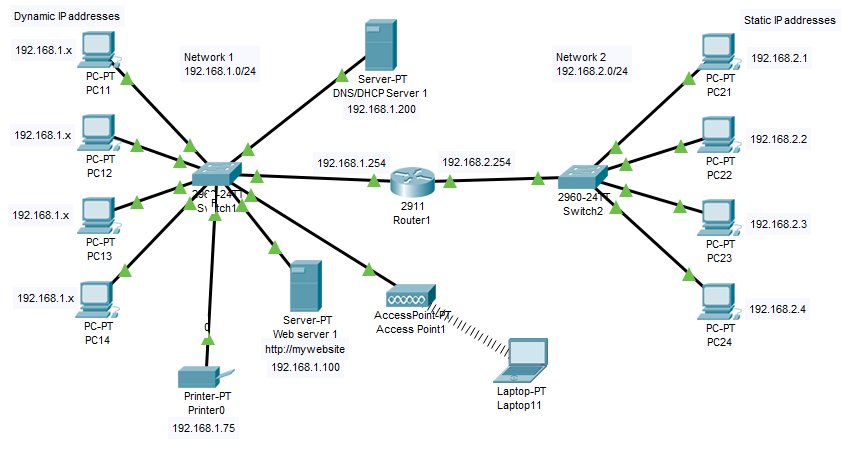 Dynamic IP addresses
192.168.1.x
PC-PT
PC11
192.168.1.x
PC-PT
PC12
192.168.1.x
PC-PT
PC13
192.168.1.x
PC-PT
PC14
Network 1
192.168.1.0/24
Server-PT
DNS/DHCP Server 1
192.168.1.200
Switch1
0
Printer-PT
Printer0
192.168.1.75
Server-PT
Web server 1
http://mywebsite
192.168.1.100
AccessPoint-PT
Access Point1
Laptop-PT
Laptop11
192.168.1.254
2911
Router1
192.168.2.254
Network 2
192.168.2.0/24
2960-24TT
Switch2
Static IP addresses
192.168.2.1
PC-PT
PC21
192.168.2.2
PC-PT
PC22
192.168.2.3
PC-PT
PC23
192.168.2.4
PC-PT
PC24